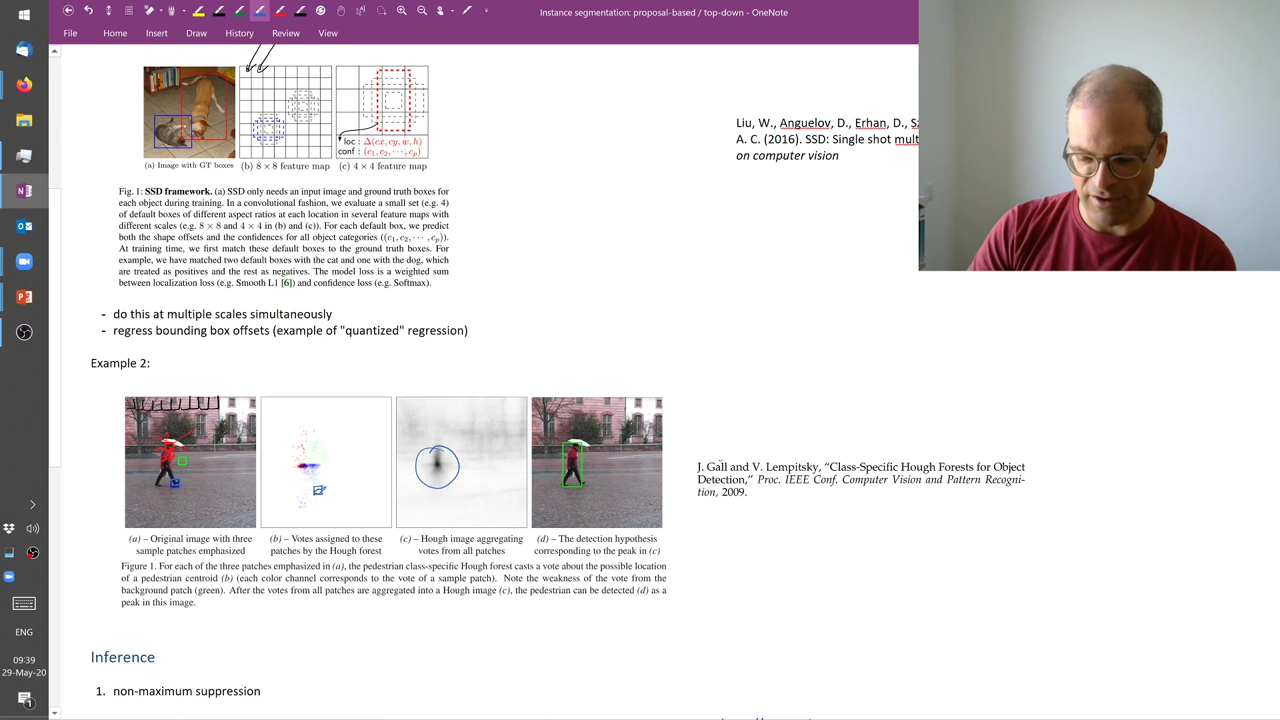 Instance segmentation: proposal-based / top-down - OneNote
File Home Insert Draw History Review View
loc : Δ(cx, cy, w, h)
conf : (c1, c2, ⋯, cp)
(a) Image with GT boxes (b) 8 × 8 feature map (c) 4 × 4 feature map
Fig. 1: SSD framework. (a) SSD only needs an input image and ground truth boxes for
each object during training. In a convolutional fashion, we evaluate a small set (e.g. 4)
of default boxes of different aspect ratios at each location in several feature maps with
different scales (e.g. 8 × 8 and 4 × 4 in (b) and (c)). For each default box, we predict
both the shape offsets and the confidences for all object categories ((c1, c2, ⋯, cp)).
At training time, we first match these default boxes to the ground truth boxes. For
example, we have matched two default boxes with the cat and one with the dog, which
are treated as positives and the rest as negatives. The model loss is a weighted sum
between localization loss (e.g. Smooth L1 [6]) and confidence loss (e.g. Softmax).
Liu, W., Anguelov, D., Erhan, D., Sz
A. C. (2016). SSD: Single shot mult
on computer vision
- do this at multiple scales simultaneously
- regress bounding box offsets (example of "quantized" regression)
Example 2:
(a) – Original image with three
sample patches emphasized
(b) – Votes assigned to these
patches by the Hough forest
(c) – Hough image aggregating
votes from all patches
(d) – The detection hypothesis
corresponding to the peak in (c)
Figure 1. For each of the three patches emphasized in (a), the pedestrian class-specific Hough forest casts a vote about the possible location
of a pedestrian centroid (b) (each color channel corresponds to the vote of a sample patch). Note the weakness of the vote from the
background patch (green). After the votes from all patches are aggregated into a Hough image (c), the pedestrian can be detected (d) as a
peak in this image.
J. Gall and V. Lempitsky, “Class-Specific Hough Forests for Object
Detection,” Proc. IEEE Conf. Computer Vision and Pattern Recogni-
tion, 2009.
Inference
1. non-maximum suppression
ENG
09:39
29-May-20
1